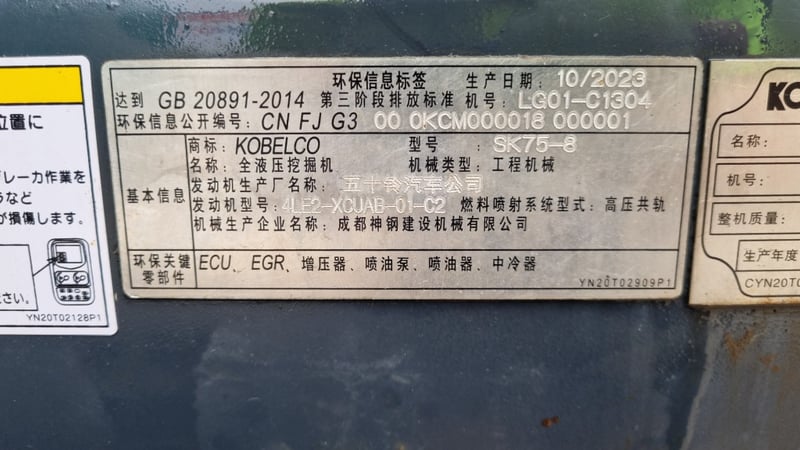 位置に
ブレーカ作業を
うなど
が損傷します。
ださい。
YN20T02128P1
环保信息标签 生产日期: 10/2023
达到 GB 20891-2014 第三阶段排放标准 机号: LG01-C1304
环保信息公开编号: CN FJ G3 00 0KCM000018 000001
基本信息
商标: KOBELCO 型号: SK75-8
名称: 全液压挖掘机 机械类型: 工程机械
发动机生产厂名称: 五十铃汽车公司
发动机型号: 4LE2-XCUAB-01-C2 燃料喷射系统型式: 高压共轨
机械生产企业名称: 成都神钢建设机械有限公司
环保关键
零部件
ECU、EGR、增压器、喷油泵、喷油器、中冷器
YN20T02909P1
KO
名称:
机号:
整机质量:
生产年度
CYN20T0